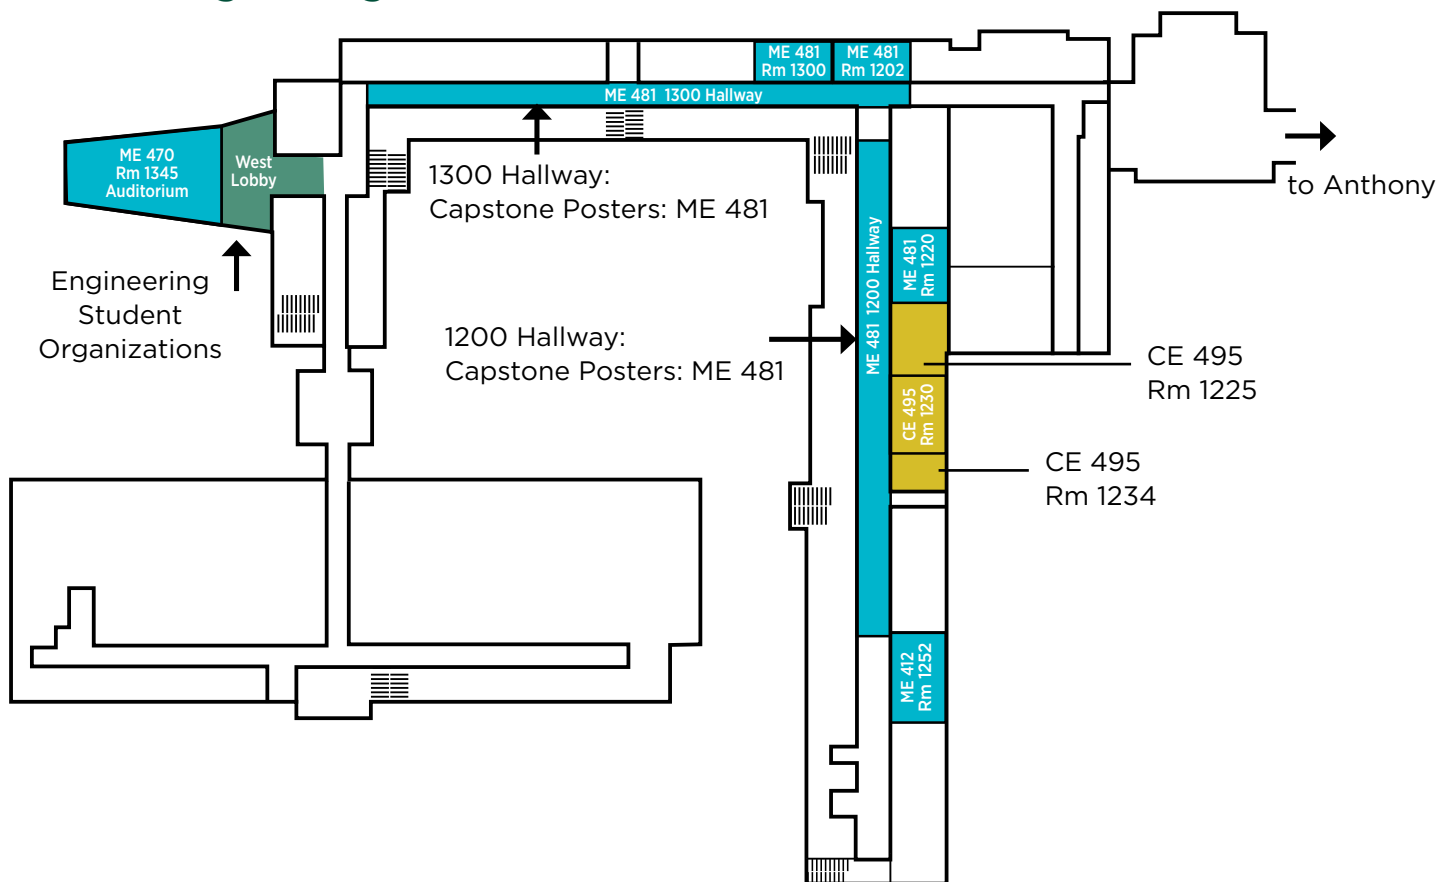 ME 481
Rm 1300
ME 481
Rm 1202
ME 481 1300 Hallway
ME 470
Rm 1345
Auditorium
West
Lobby
1300 Hallway:
Capstone Posters: ME 481
to Anthony
Engineering
Student
Organizations
ME 481
Rm 1220
ME 481 1200 Hallway
1200 Hallway:
Capstone Posters: ME 481
CE 495
Rm 1225
CE 495
Rm 1230
CE 495
Rm 1234
ME 412
Rm 1252